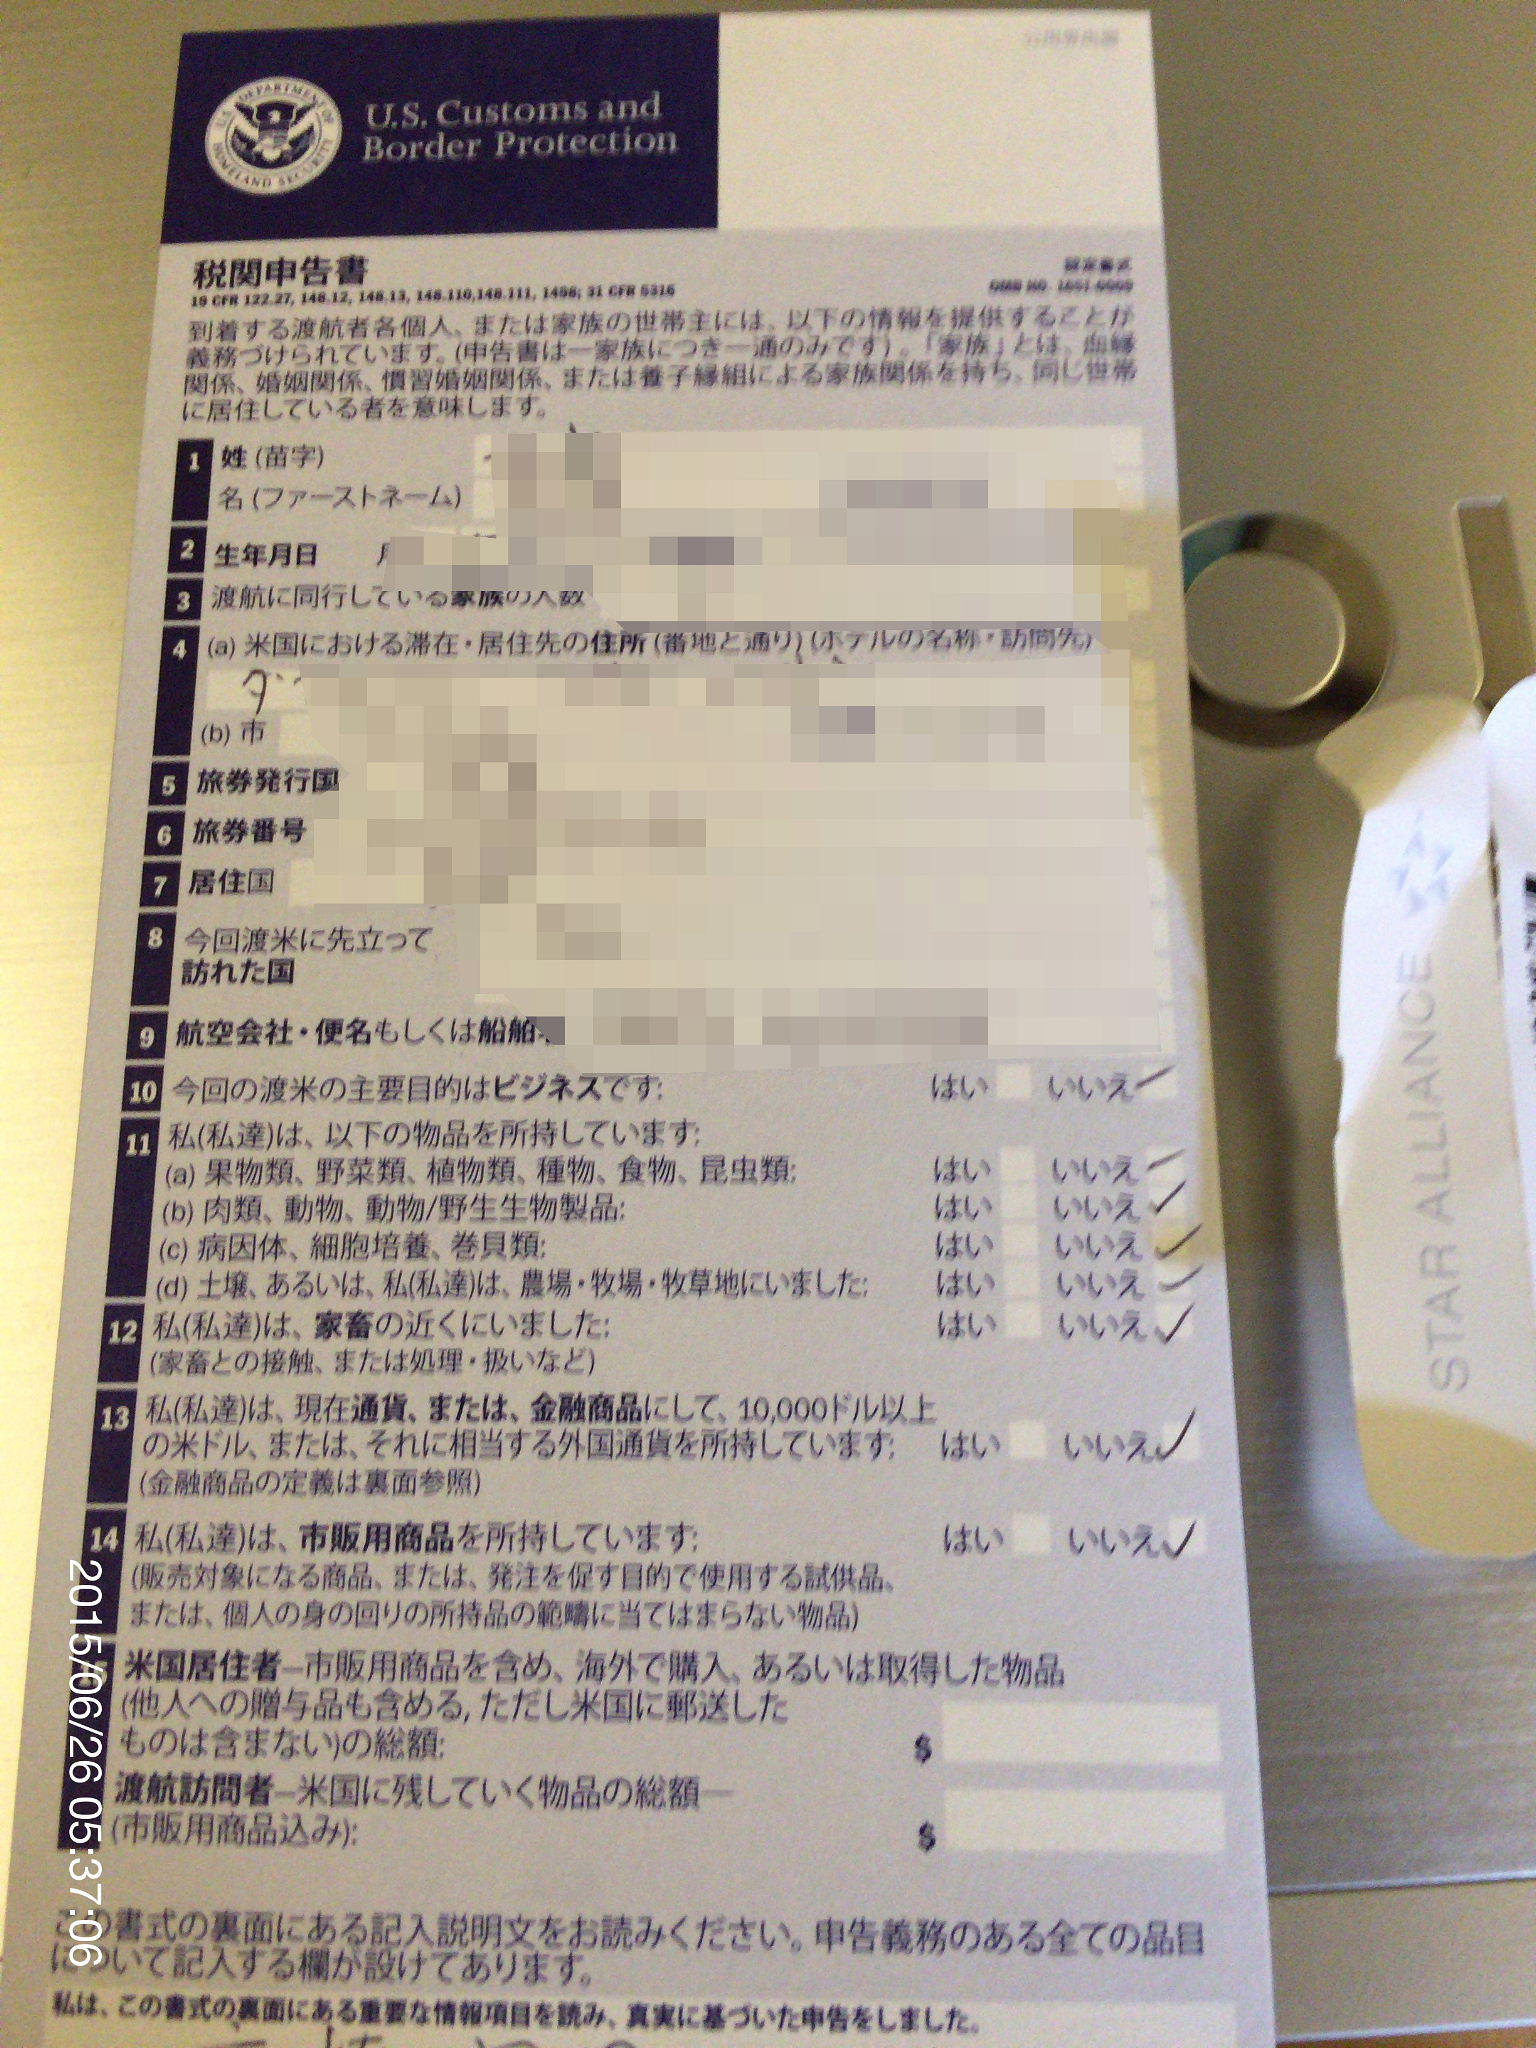 U.S. DEPARTMENT OF HOMELAND SECURITY
U.S. Customs and
Border Protection
税関申告書
19 CFR 122.27, 148.12, 148.13, 148.110,148.111, 1498; 31 CFR 5316
OMB NO. 1651-0009
到着する渡航者各個人、または家族の世帯主には、以下の情報を提供することが
義務づけられています。(申告書は一家族につき一通のみです)。「家族」とは、血縁
関係、婚姻関係、慣習婚姻関係、または養子縁組による家族関係を持ち、同じ世帯
に居住している者を意味します。
1 姓 (苗字)
名 (ファーストネーム)
2 生年月日 月
3 渡航に同行している家族の人数
4 (a) 米国における滞在・居住先の住所 (番地と通り) (ホテルの名称・訪問先)
(b) 市
5 旅券発行国
6 旅券番号
7 居住国
8 今回渡米に先立って
訪れた国
9 航空会社・便名もしくは船舶
10 今回の渡米の主要目的はビジネスです: はい いいえ
11 私(私達)は、以下の物品を所持しています:
(a) 果物類、野菜類、植物類、種物、食物、昆虫類: はい いいえ
(b) 肉類、動物、動物/野生生物製品: はい いいえ
(c) 病因体、細胞培養、巻貝類: はい いいえ
(d) 土壌、あるいは、私(私達)は、農場・牧場・牧草地にいました: はい いいえ
12 私(私達)は、家畜の近くにいました: はい いいえ
(家畜との接触、または処理・扱いなど)
13 私(私達)は、現在通貨、または、金融商品にして、10,000ドル以上
の米ドル、または、それに相当する外国通貨を所持しています: はい いいえ
(金融商品の定義は裏面参照)
14 私(私達)は、市販用商品を所持しています: はい いいえ
(販売対象になる商品、または、発注を促す目的で使用する試供品、
または、個人の身の回りの所持品の範疇に当てはまらない物品)
米国居住者—市販用商品を含め、海外で購入、あるいは取得した物品
(他人への贈与品も含める, ただし米国に郵送した
ものは含まない)の総額: $
渡航訪問者—米国に残していく物品の総額—
(市販用商品込み): $
この書式の裏面にある記入説明文をお読みください。申告義務のある全ての品目
について記入する欄が設けてあります。
私は、この書式の裏面にある重要な情報項目を読み、真実に基づいた申告をしました。
STAR ALLIANCE
2015/06/26 05:37:06